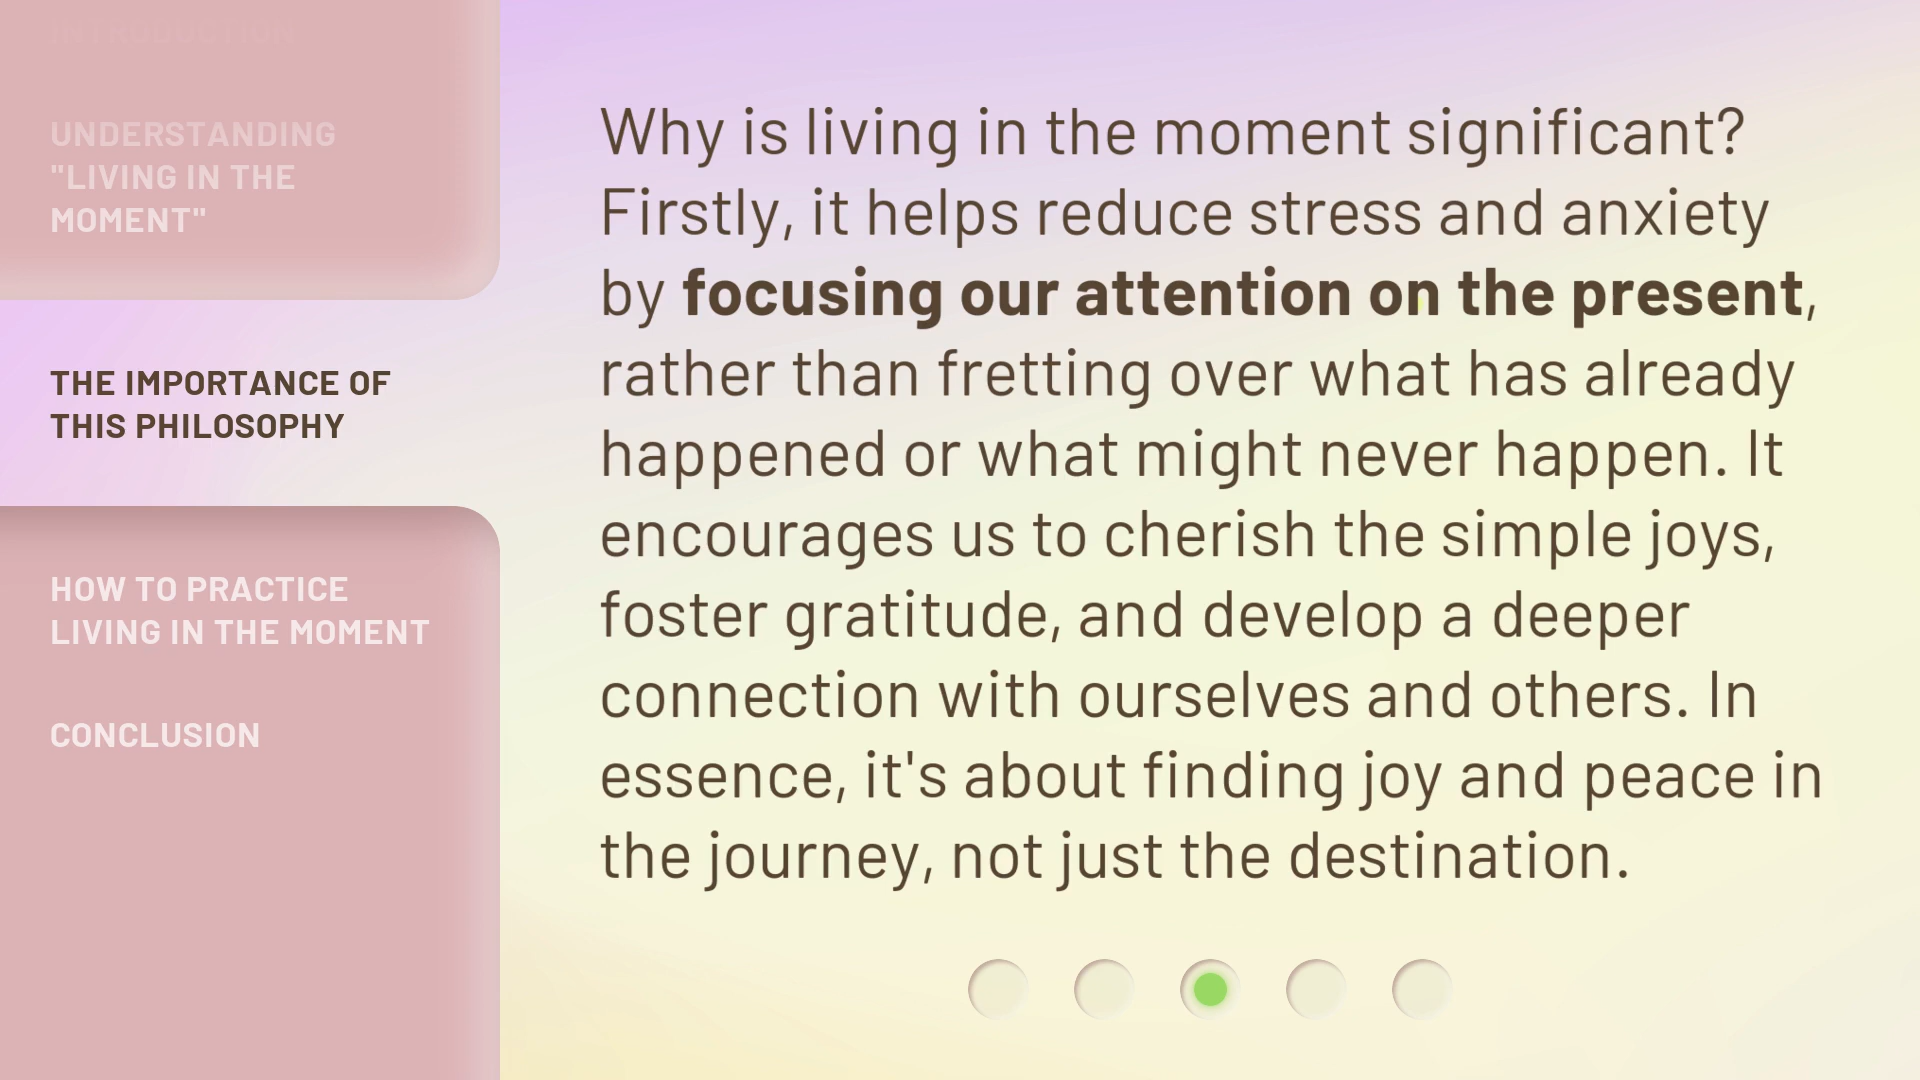 INTRODUCTION
UNDERSTANDING
"LIVING IN THE
MOMENT"
THE IMPORTANCE OF
THIS PHILOSOPHY
HOW TO PRACTICE
LIVING IN THE MOMENT
CONCLUSION
Why is living in the moment significant?
Firstly, it helps reduce stress and anxiety
by focusing our attention on the present,
rather than fretting over what has already
happened or what might never happen. It
encourages us to cherish the simple joys,
foster gratitude, and develop a deeper
connection with ourselves and others. In
essence, it's about finding joy and peace in
the journey, not just the destination.